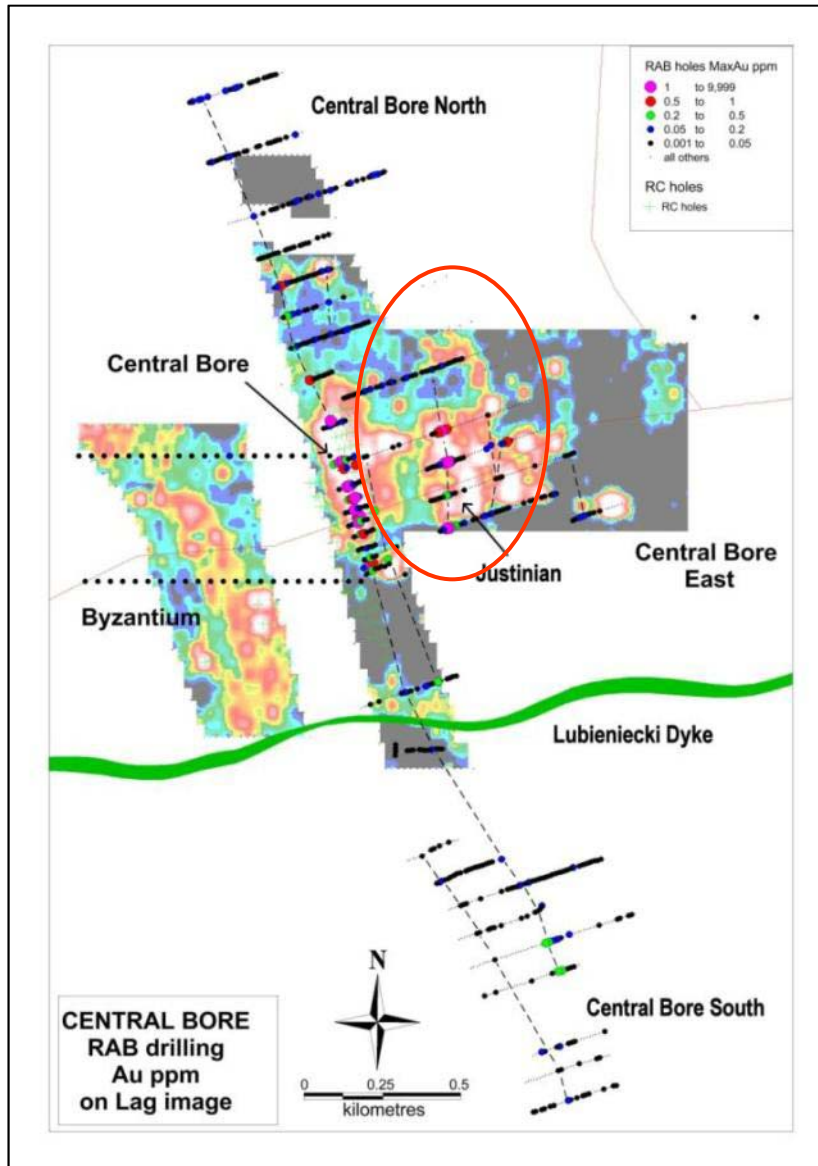 RAB holes MaxAu ppm
1 to 9,999
0.5 to 1
0.2 to 0.5
0.05 to 0.2
0.001 to 0.05
all others
RC holes
RC holes
Central Bore North
Central Bore
Justinian
Central Bore
East
Byzantium
Lubieniecki Dyke
Central Bore South
N
CENTRAL BORE
RAB drilling
Au ppm
on Lag image
0 0.25 0.5
kilometres